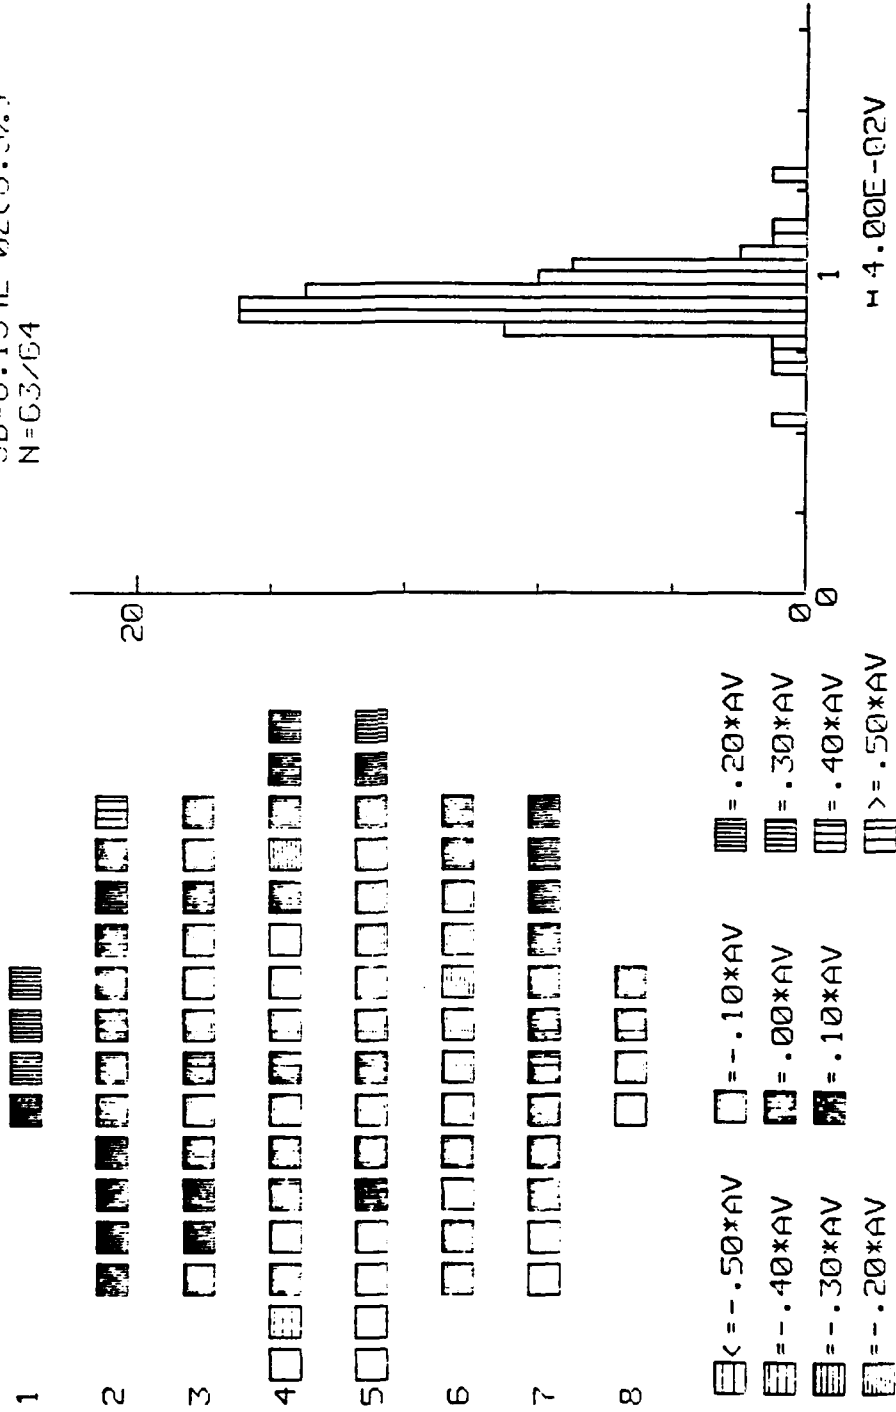 N=63/64
1
2
3
4
5
6
7
8
<=-.50*AV
=-.40*AV
=-.30*AV
=-.20*AV
=-.10*AV
=.00*AV
=.10*AV
=.20*AV
=.30*AV
=.40*AV
>=.50*AV
20
0
0
1
4.00E-02V